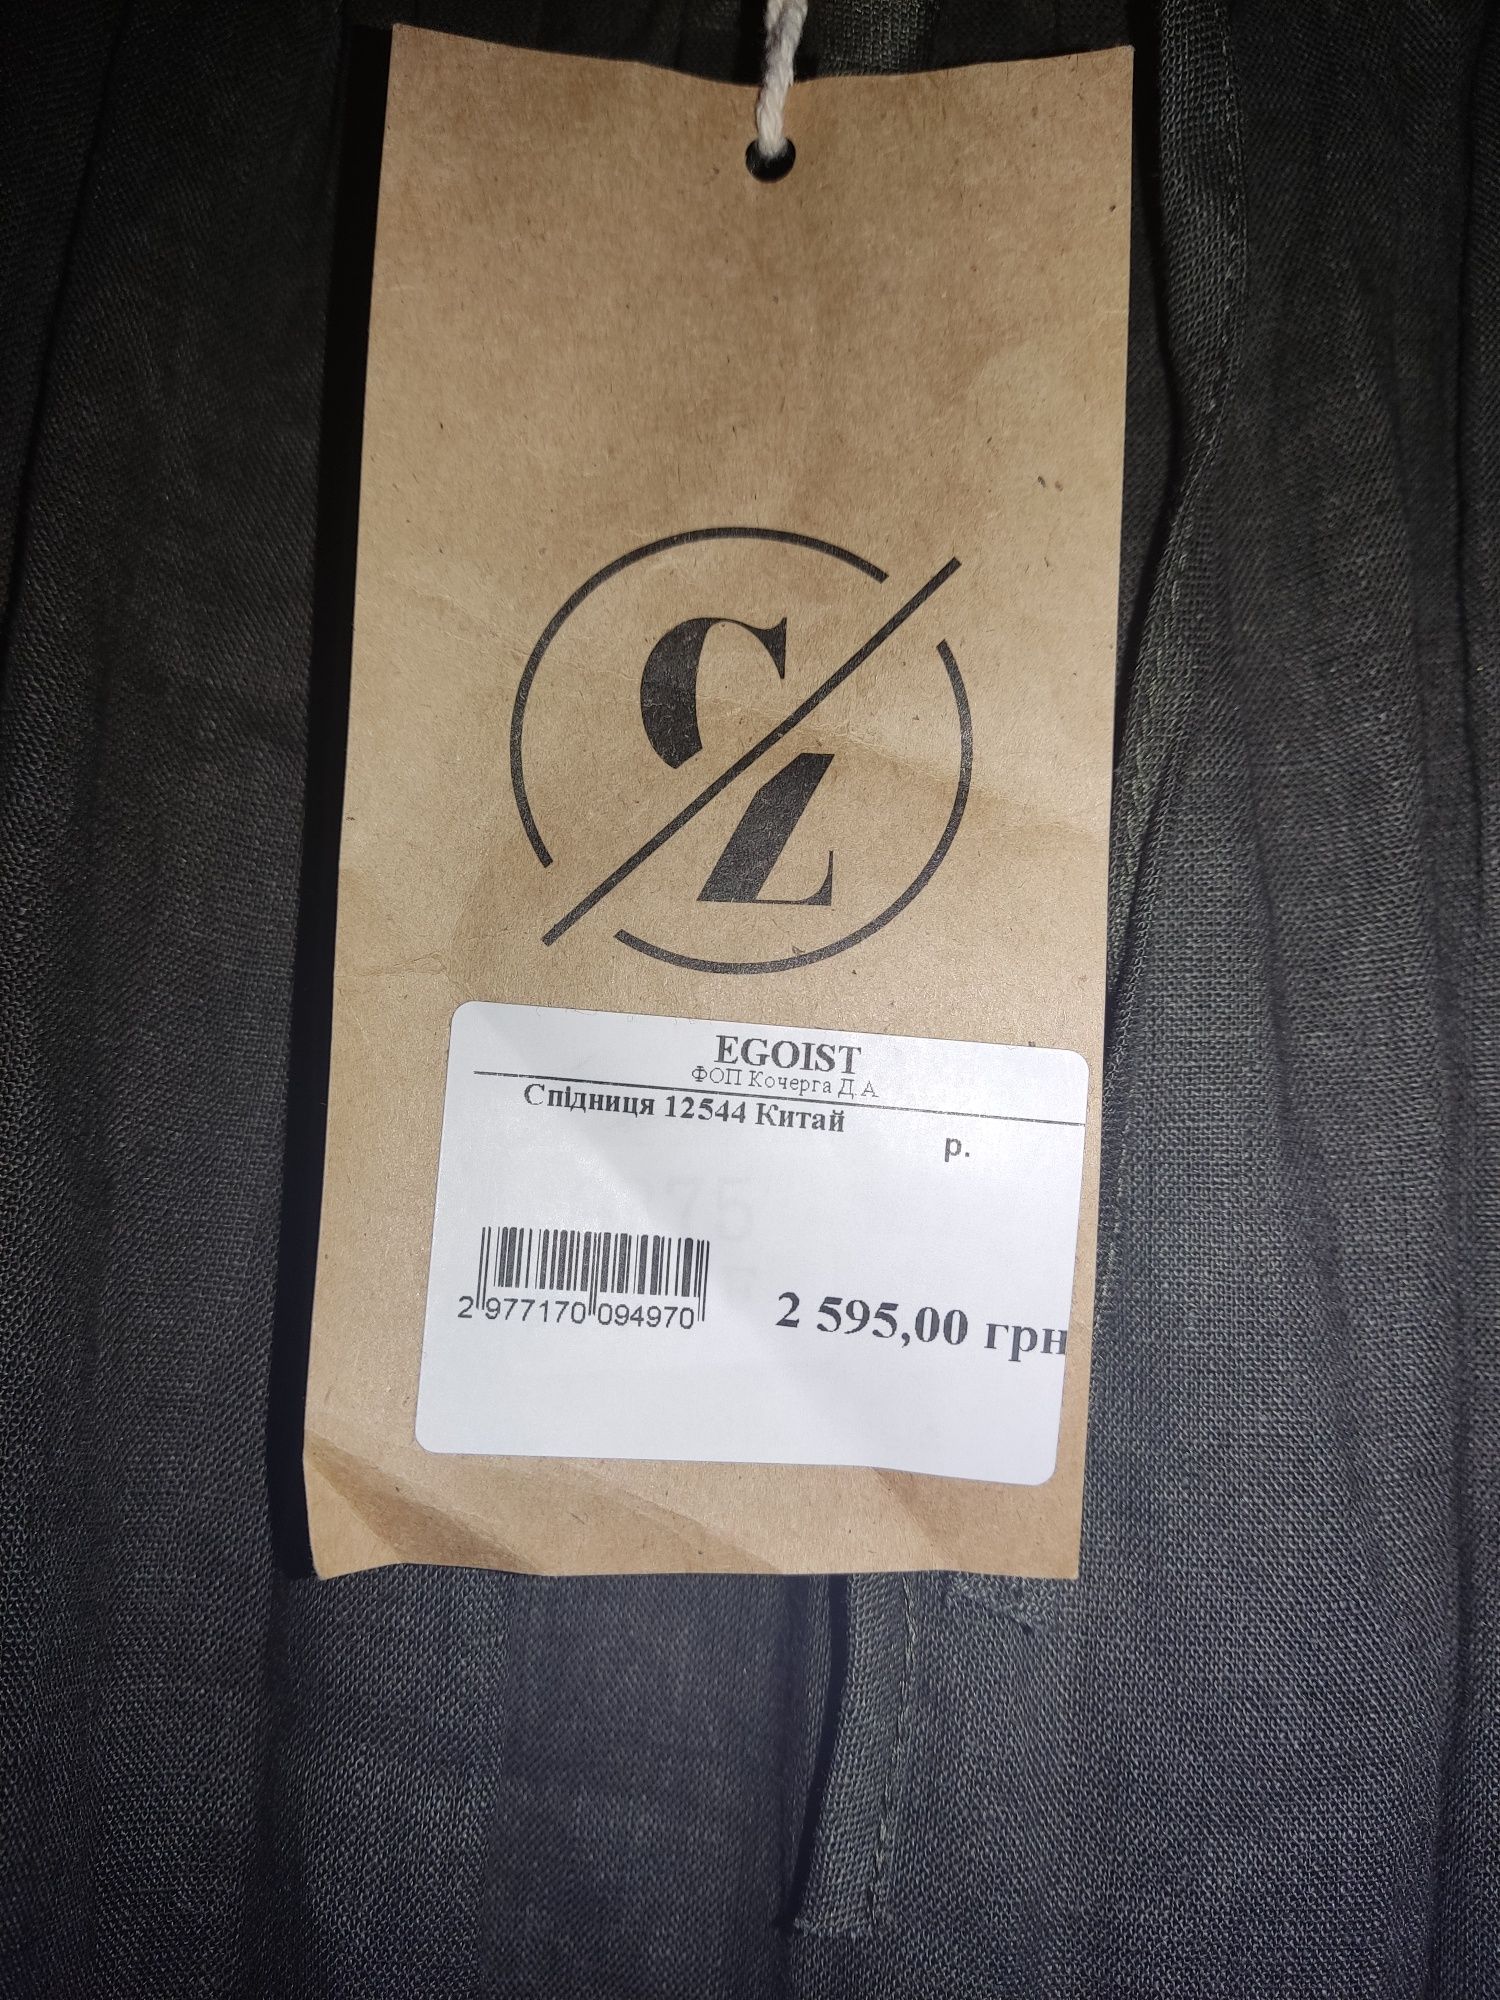 EGOIST
ФОП Кочерга Д.А
Спідниця 12544 Китай
р.
2 977170 094970
2 595,00 грн